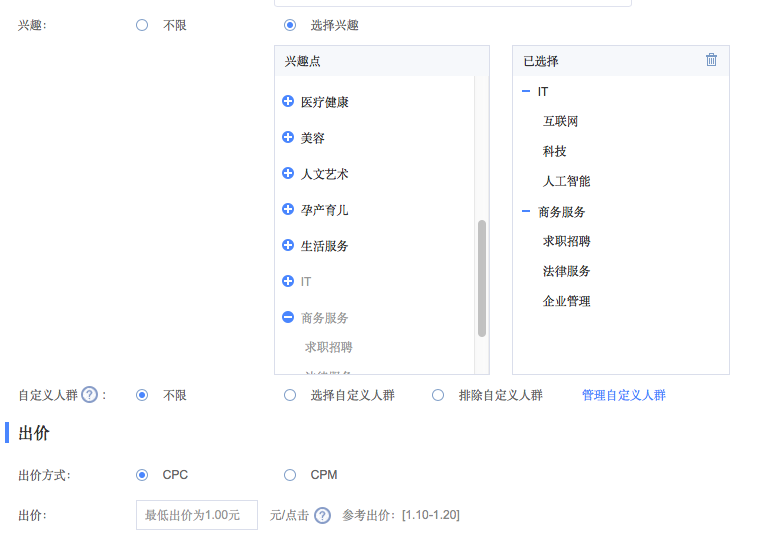 兴趣： 不限 选择兴趣
兴趣点 已选择
IT
医疗健康
互联网
美容
科技
人文艺术
人工智能
孕产育儿
商务服务
生活服务
求职招聘
IT
法律服务
商务服务
企业管理
求职招聘
自定义人群 ? ： 不限 选择自定义人群 排除自定义人群 管理自定义人群
出价
出价方式： CPC CPM
出价： 最低出价为1.00元 元/点击 ? 参考出价：[1.10-1.20]